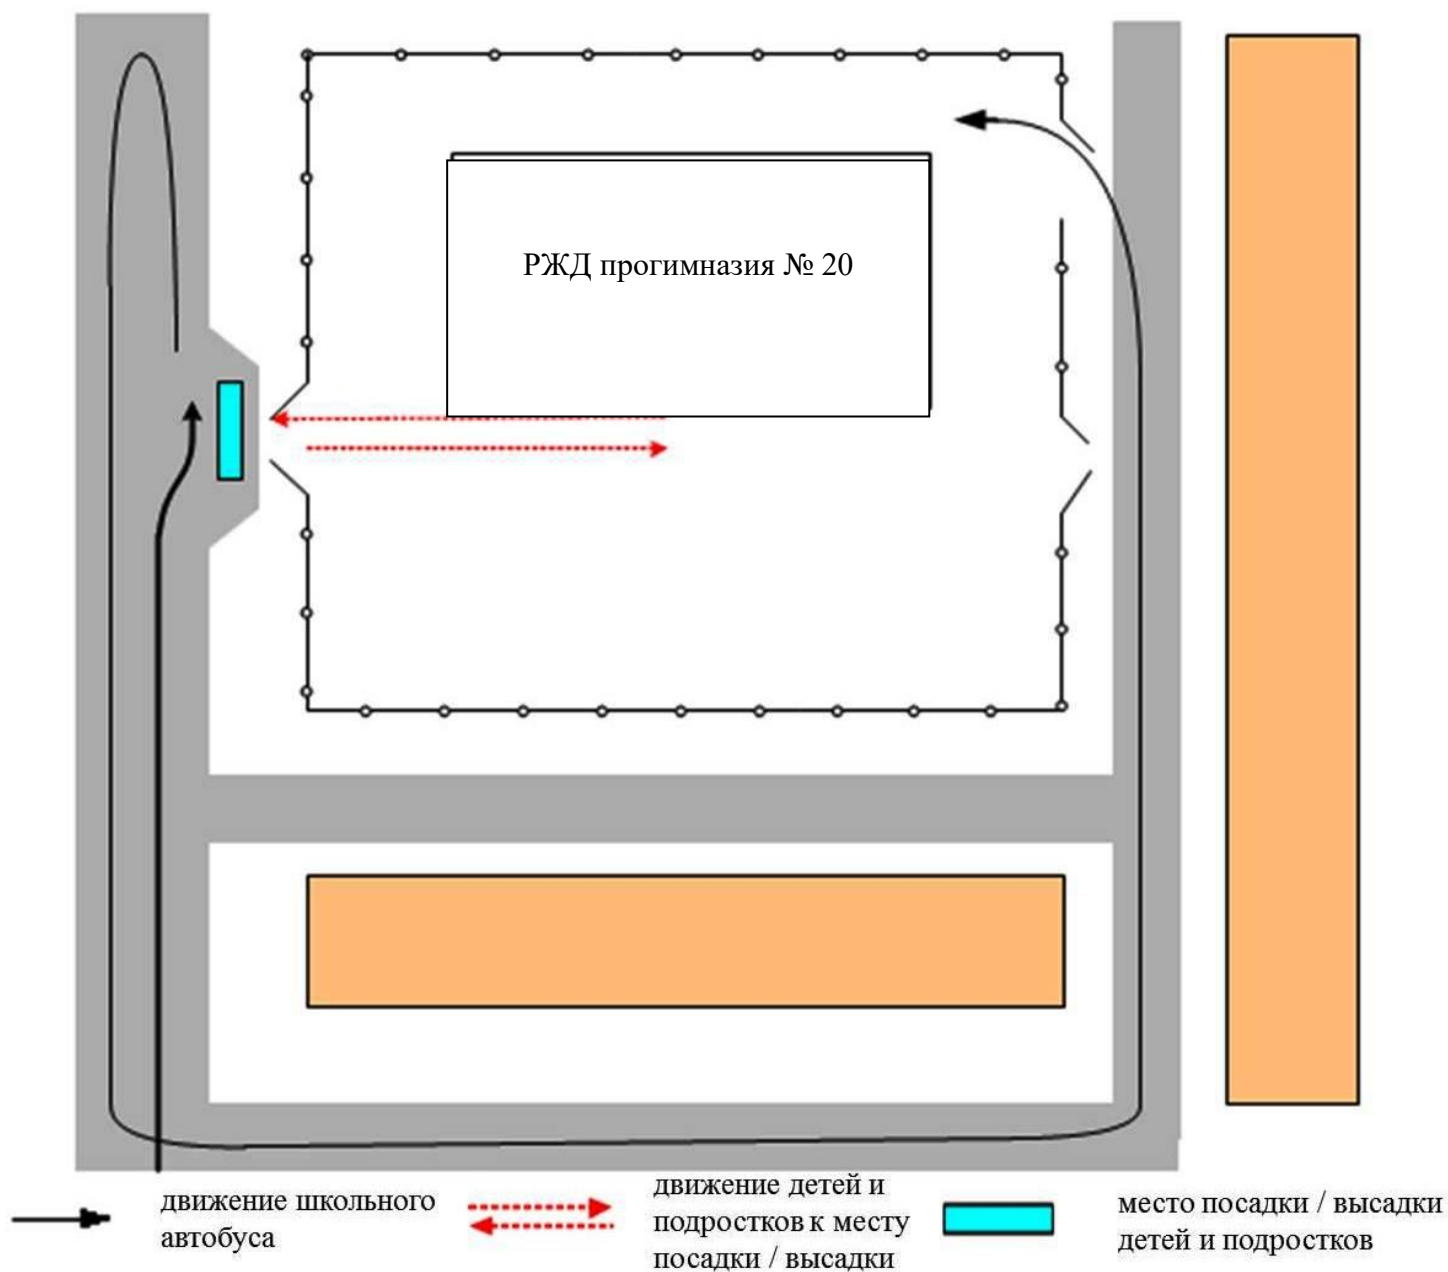 РЖД прогимназия № 20
движение школьного
автобуса
движение детей и
подростков к месту
посадки / высадки
место посадки / высадки
детей и подростков